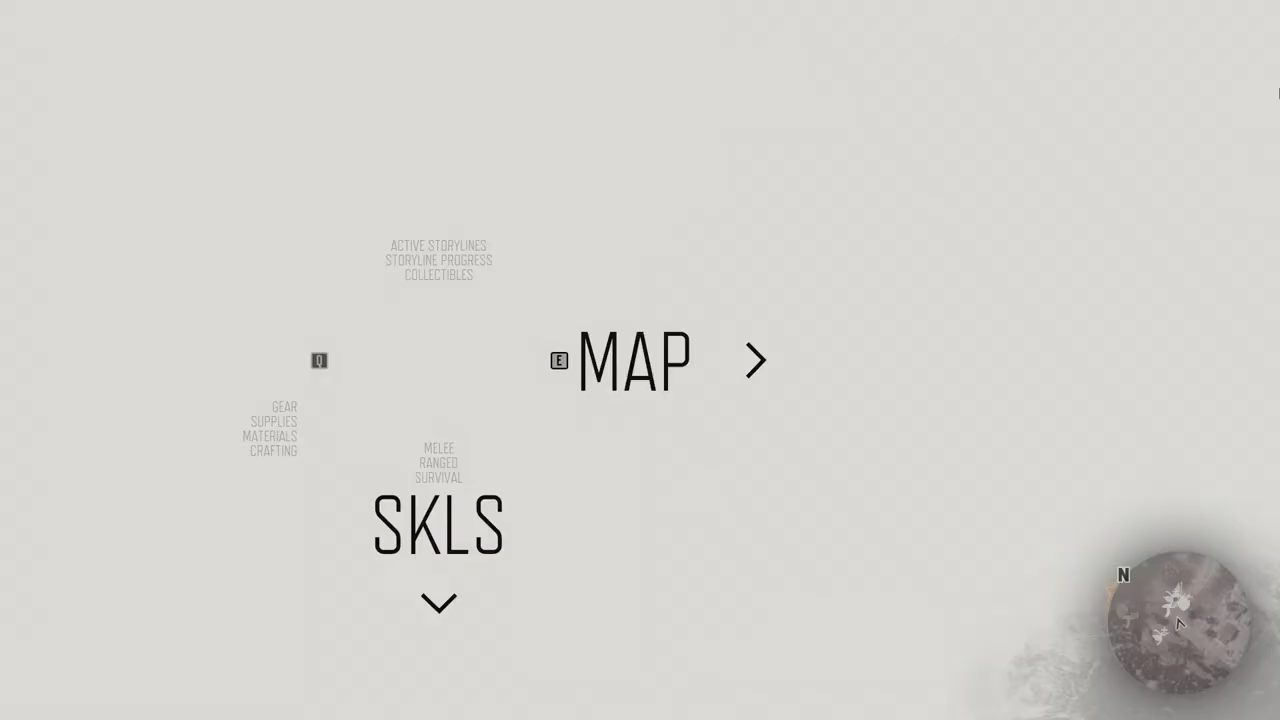 ACTIVE STORYLINES
STORYLINE PROGRESS
COLLECTIBLES
Q
E
MAP
GEAR
SUPPLIES
MATERIALS
CRAFTING
MELEE
RANGED
SURVIVAL
SKLS
N